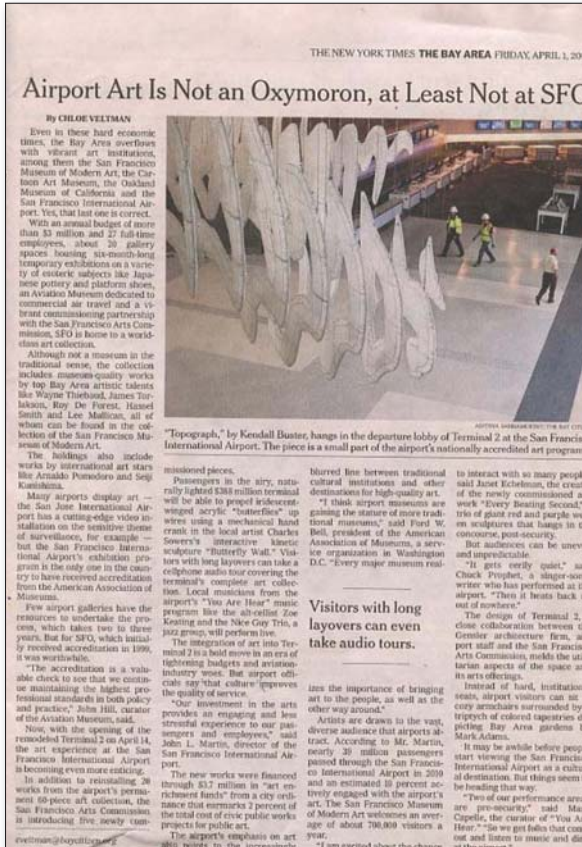 THE NEW YORK TIMES THE BAY AREA FRIDAY, APRIL 1, 20
Airport Art Is Not an Oxymoron, at Least Not at SFO
By CHLOE VELTMAN
Even in these hard economic
times, the Bay Area overflows
with vibrant art institutions,
among them the San Francisco
Museum of Modern Art, the Car-
toon Art Museum, the Oakland
Museum of California and the
San Francisco International Air-
port. Yes, that last one is correct.
With an annual budget of more
than $3 million and 27 full-time
employees, about 20 gallery
spaces housing six-month-long
temporary exhibitions on a varie-
ty of esoteric subjects like Japa-
nese pottery and platform shoes,
an Aviation Museum dedicated to
commercial air travel and a vi-
brant commissioning partnership
with the San Francisco Arts Com-
mission, SFO is home to a world-
class art collection.
Although not a museum in the
traditional sense, the collection
includes museum-quality works
by top Bay Area artistic talents
like Wayne Thiebaud, James Tor-
lakson, Roy De Forest, Hassel
Smith and Lee Mullican, all of
whom can be found in the col-
lection of the San Francisco Mu-
seum of Modern Art.
The holdings also include
works by international art stars
like Arnaldo Pomodoro and Seiji
Kunishima.
Many airports display art —
the San Jose International Air-
port has a cutting-edge video in-
stallation on the sensitive theme
of surveillance, for example —
but the San Francisco Interna-
tional Airport's exhibition pro-
gram is the only one in the coun-
try to have received accreditation
from the American Association of
Museums.
Few airport galleries have the
resources to undertake the pro-
cess, which takes two to three
years. But for SFO, which initial-
ly received accreditation in 1999,
it was worthwhile.
"The accreditation is a valu-
able check to see that we contin-
ue maintaining the highest pro-
fessional standards in both policy
and practice," John Hill, curator
of the Aviation Museum, said.
Now, with the opening of the
remodeled Terminal 2 on April 14,
the art experience at the San
Francisco International Airport
is becoming even more enticing.
In addition to reinstalling 20
works from the airport's perma-
nent 60-piece art collection, the
San Francisco Arts Commission
is introducing five newly com-
cveltman@baycitizen.org
"Topograph," by Kendall Buster, hangs in the departure lobby of Terminal 2 at the San Francis
International Airport. The piece is a small part of the airport's nationally accredited art program
missioned pieces.
Passengers in the airy, natu-
rally lighted $388 million terminal
will be able to propel iridescent-
winged acrylic "butterflies" up
wires using a mechanical hand
crank in the local artist Charles
Sowers's interactive kinetic
sculpture "Butterfly Wall." Visi-
tors with long layovers can take a
cellphone audio tour covering the
terminal's complete art collec-
tion. Local musicians from the
airport's "You Are Hear" music
program like the alt-cellist Zoe
Keating and the Nice Guy Trio, a
jazz group, will perform live.
The integration of art into Ter-
minal 2 is a bold move in an era of
tightening budgets and aviation-
industry woes. But airport offi-
cials say that culture improves
the quality of service.
"Our investment in the arts
provides an engaging and less
stressful experience to our pas-
sengers and employees," said
John L. Martin, director of the
San Francisco International Air-
port.
The new works were financed
through $3.7 million in "art en-
richment funds" from a city ordi-
nance that earmarks 2 percent of
the total cost of civic public works
projects for public art.
The airport's emphasis on art
blurred line between traditional
cultural institutions and other
destinations for high-quality art.
"I think airport museums are
gaining the stature of more tradi-
tional museums," said Ford W.
Bell, president of the American
Association of Museums, a serv-
ice organization in Washington
D.C. "Every major museum real-
Visitors with long
layovers can even
take audio tours.
izes the importance of bringing
art to the people, as well as the
other way around."
Artists are drawn to the vast,
diverse audience that airports at-
tract. According to Mr. Martin,
nearly 39 million passengers
passed through the San Francis-
co International Airport in 2010
and an estimated 10 percent ac-
tively engaged with the airport's
art. The San Francisco Museum
of Modern Art welcomes an aver-
age of about 700,000 visitors a
year.
"I am excited about the chance
to interact with so many peopl
said Janet Echelman, the creat
of the newly commissioned a
work "Every Beating Second,"
trio of giant red and purple wo
en sculptures that hangs in t
concourse, post-security.
But audiences can be unev
and unpredictable.
"It gets eerily quiet," sa
Chuck Prophet, a singer-son
writer who has performed at t
airport. "Then it heats back
out of nowhere."
The design of Terminal 2,
close collaboration between t
Gensler architecture firm, a
port staff and the San Francis
Arts Commission, melds the uti
tarian aspects of the space a
its arts offerings.
Instead of hard, institution
seats, airport visitors can sit
cozy armchairs surrounded by
triptych of colored tapestries d
picting Bay Area gardens b
Mark Adams.
It may be awhile before peop
start viewing the San Francis
International Airport as a cultu
al destination. But things seem
be heading that way.
"Two of our performance are
are pre-security," said Ma
Capelle, the curator of "You A
Hear." "So we get folks that com
out and listen to music and di